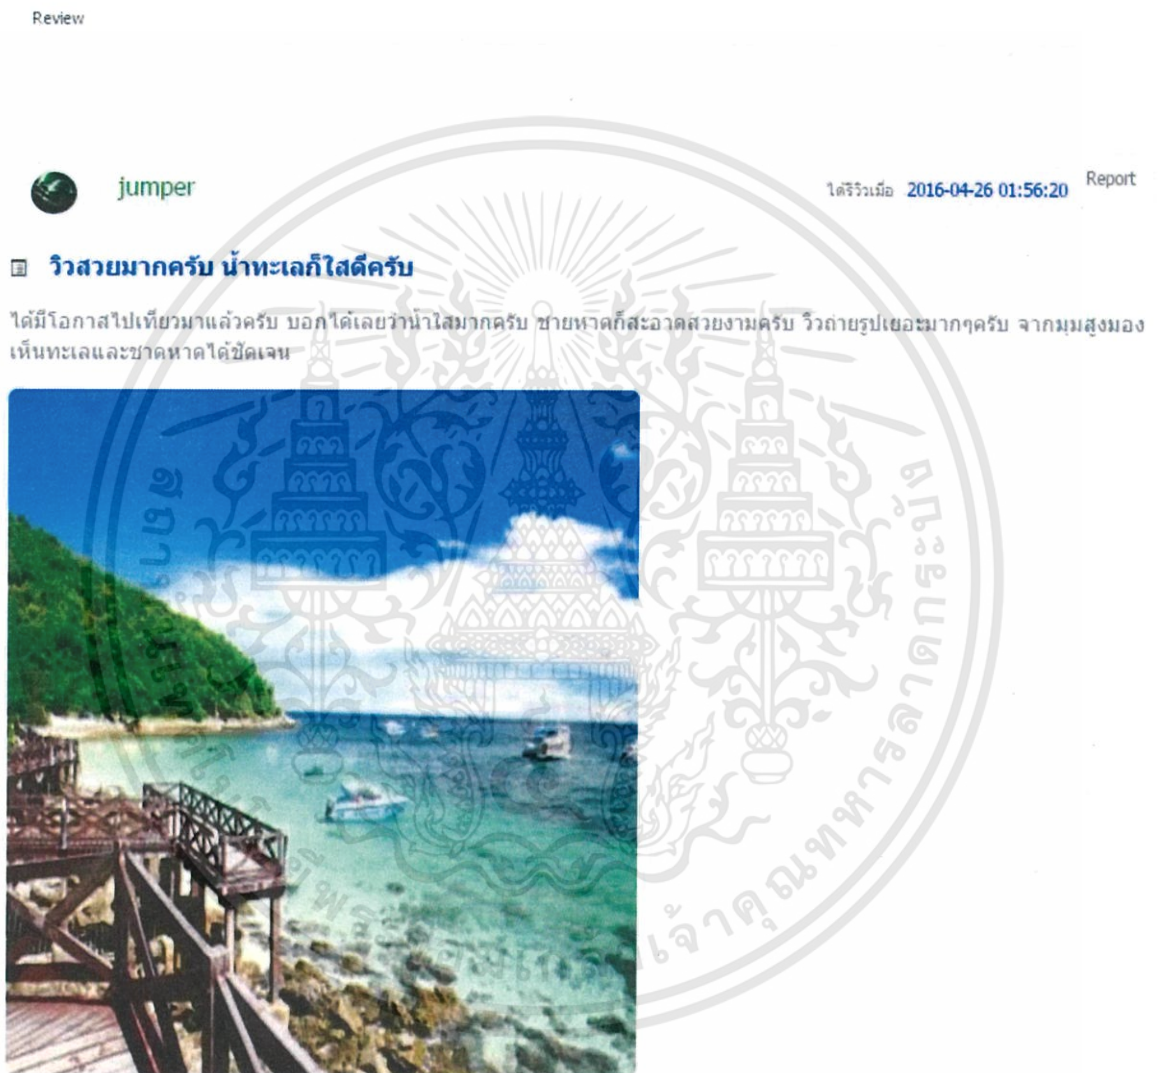 Review
jumper
ได้รีวิวเมื่อ 2016-04-26 01:56:20 Report
วิวสวยมากครับ น้ำทะเลก็ใสดีครับ
ได้มีโอกาสไปเที่ยวมาแล้วครับ บอกได้เลยว่าน้ำใสมากครับ ชายหาดก็สะอาดสวยงามครับ วิวถ่ายรูปเยอะมากๆครับ จากมุมสูงมอง
เห็นทะเลและชาดหาดได้ชัดเจน